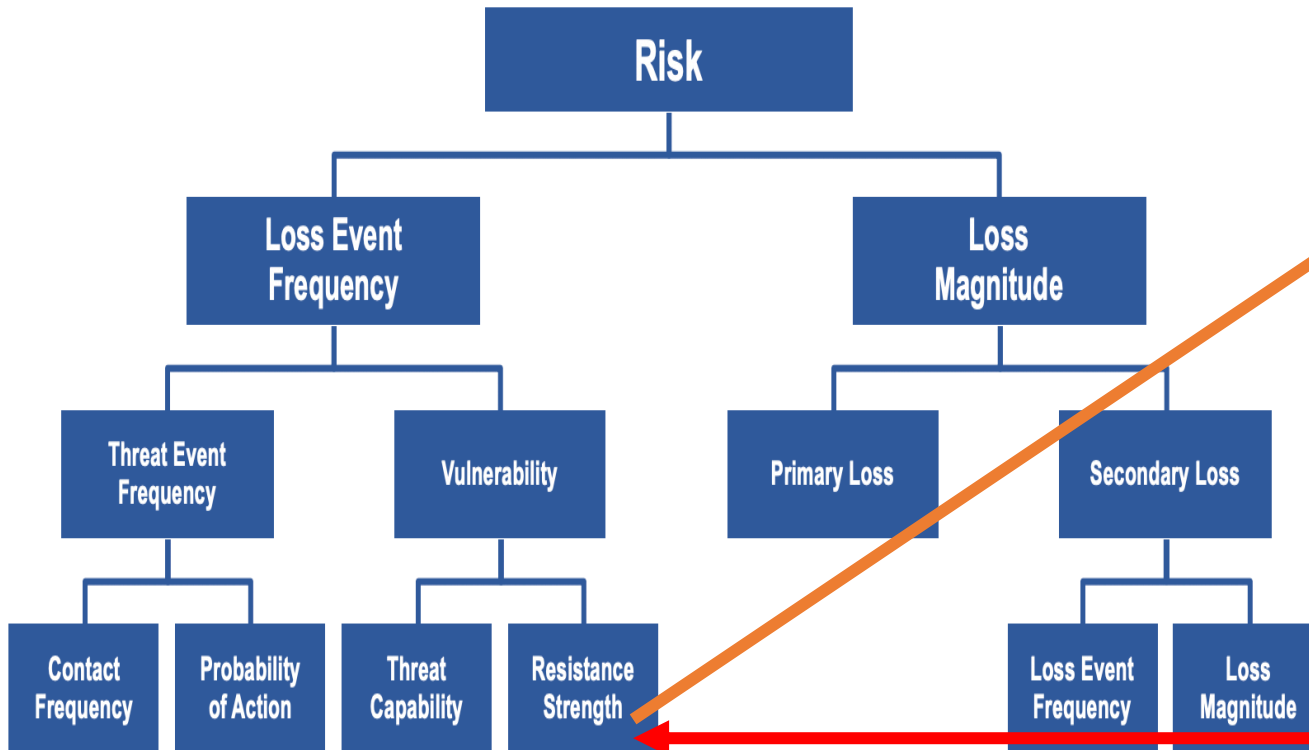 Risk
Loss Event
Frequency
Loss
Magnitude
Threat Event
Frequency
Vulnerability
Primary Loss
Secondary Loss
Contact
Frequency
Probability
of Action
Threat
Capability
Resistance
Strength
Loss Event
Frequency
Loss
Magnitude